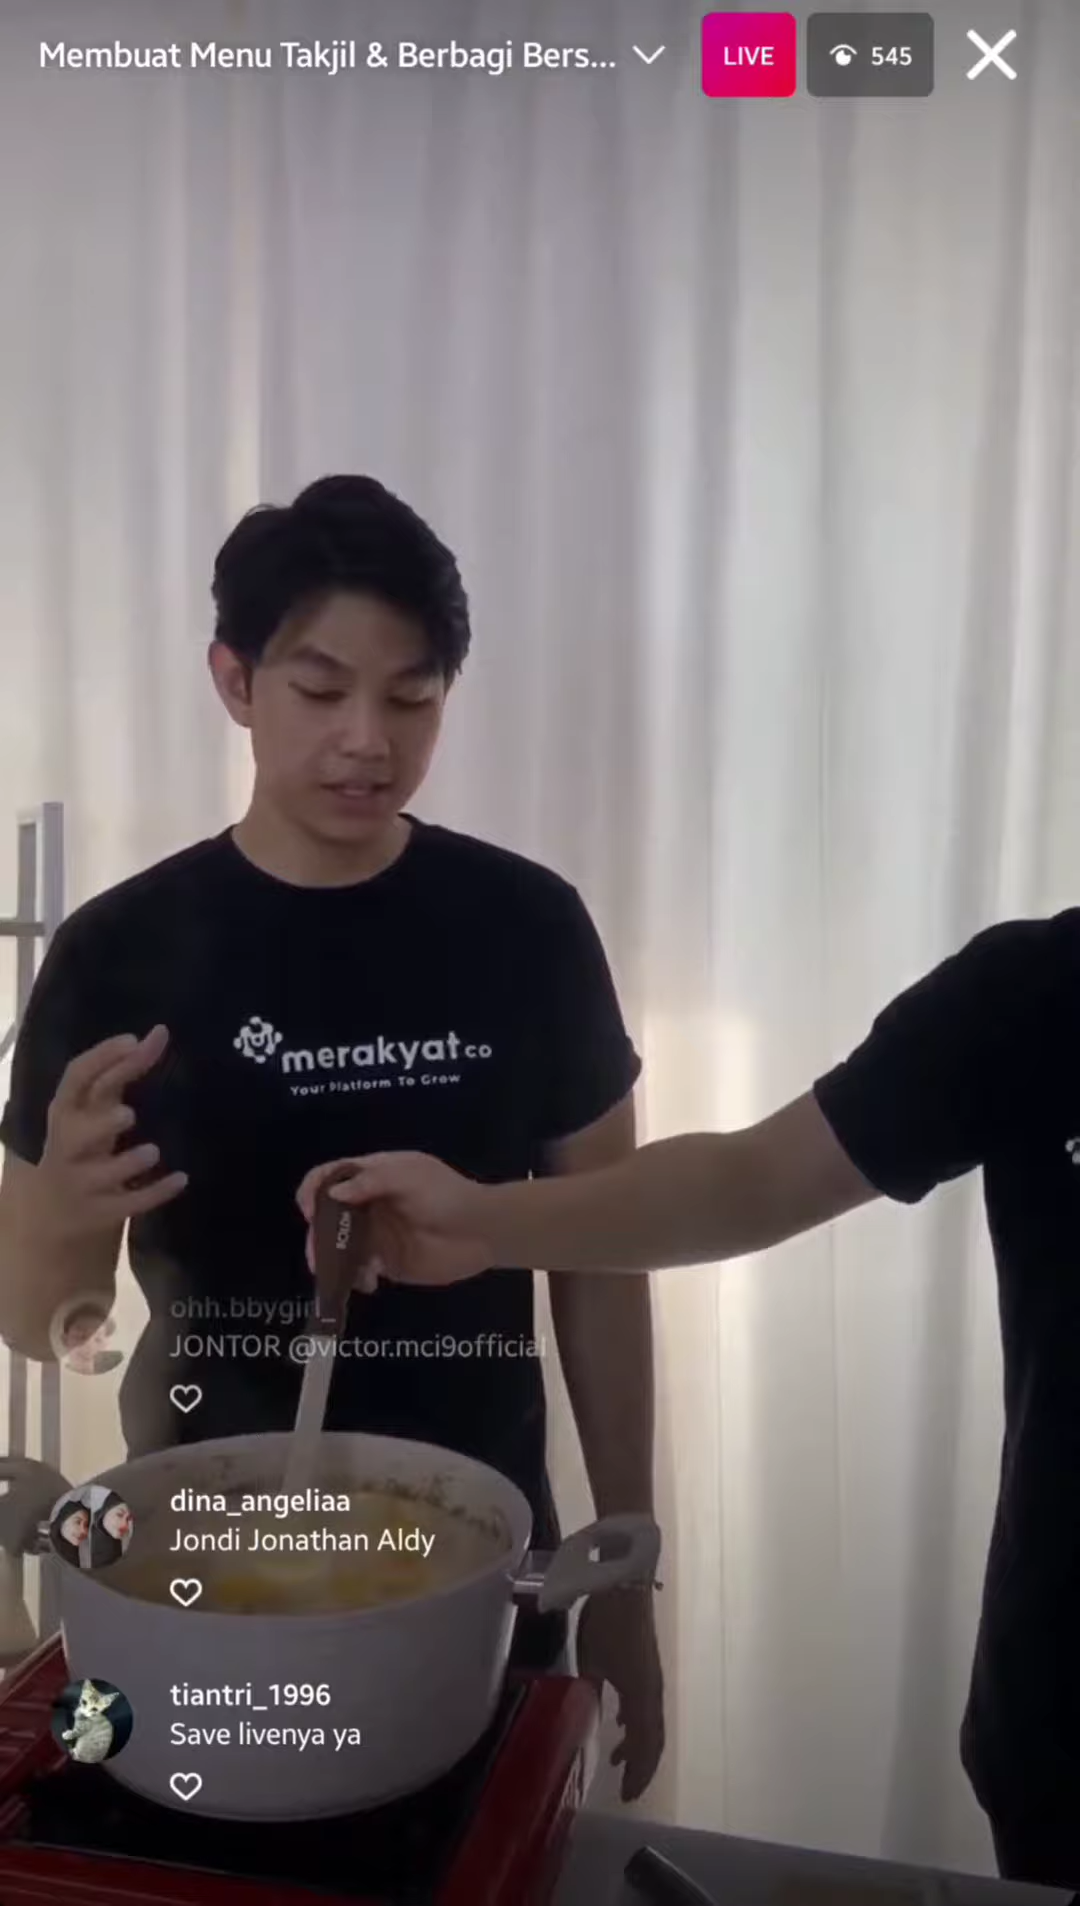 Membuat Menu Takjil & Berbagi Bers...
LIVE
545
merakyat co
Your Platform To Grow
BOLDe
ohh.bbygirl_
JONTOR @victor.mci9official
dina_angeliaa
Jondi Jonathan Aldy
tiantri_1996
Save livenya ya